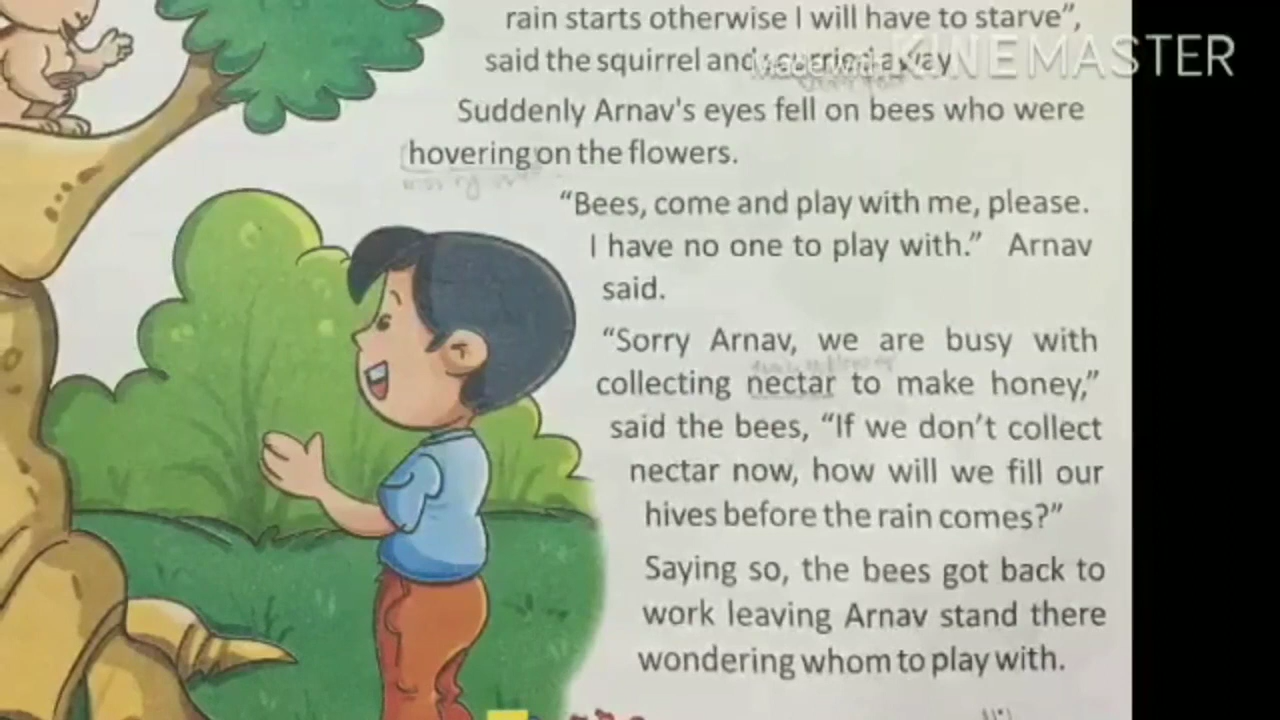 rain starts otherwise I will have to starve”,
said the squirrel and scurried away
Made with KINEMASTER
Suddenly Arnav's eyes fell on bees who were
hovering on the flowers.
“Bees, come and play with me, please.
I have no one to play with.” Arnav
said.
“Sorry Arnav, we are busy with
collecting nectar to make honey,”
said the bees, “If we don’t collect
nectar now, how will we fill our
hives before the rain comes?”
Saying so, the bees got back to
work leaving Arnav stand there
wondering whom to play with.